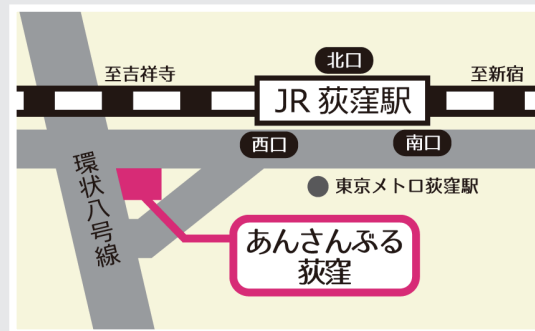 北口
至吉祥寺
至新宿
JR 荻窪駅
西口
南口
環状八号線
東京メトロ荻窪駅
あんさんぶる
荻窪